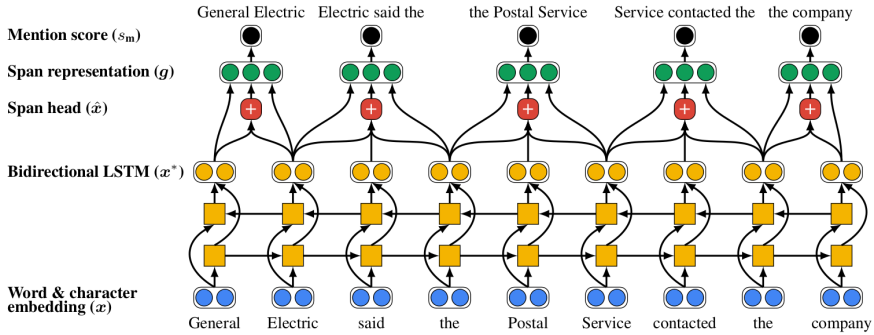 General Electric Electric said the the Postal Service Service contacted the the company
Mention score (sₘ)
Span representation (g)
Span head (x̂)
+ + + + +
Bidirectional LSTM (x*)
Word & character
embedding (x)
General Electric said the Postal Service contacted the company